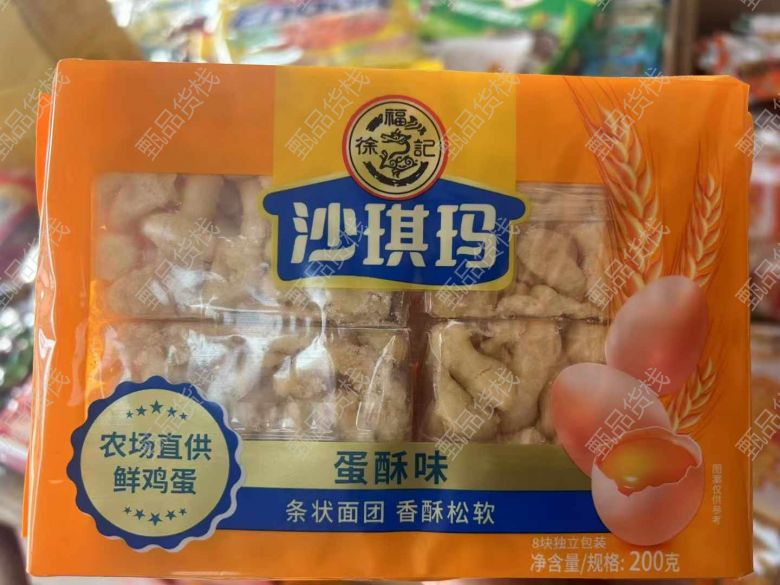 福
徐 記
沙琪玛
农场直供
鲜鸡蛋
蛋酥味
条状面团 香酥松软
图案仅供参考
8块独立包装
净含量/规格: 200克
甄品货栈